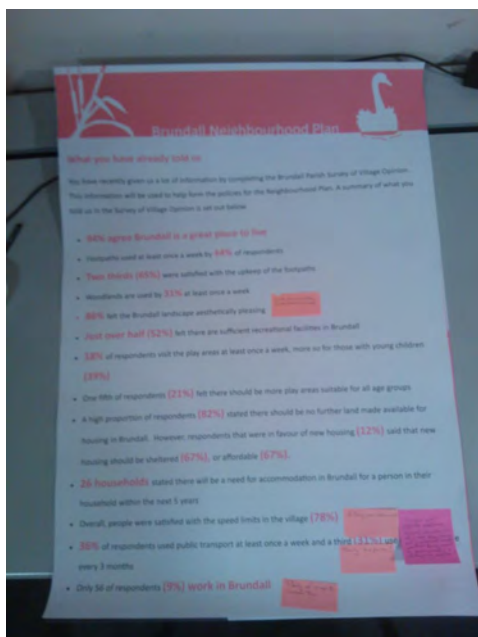 Brundall Neighbourhood Plan
What you have already told us
You have recently given us a lot of information by completing the Brundall Parish Survey of Village Opinion.
This information will be used to help form the policies for the Neighbourhood Plan. A summary of what you
told us in the Survey of Village Opinion is set out below
• 94% agree Brundall is a great place to live
• Footpaths used at least once a week by 64% of respondents
• Two thirds (66%) were satisfied with the upkeep of the footpaths
• Woodlands are used by 31% at least once a week
• 86% felt the Brundall landscape aesthetically pleasing
• Just over half (52%) felt there are sufficient recreational facilities in Brundall
• 18% of respondents visit the play areas at least once a week, more so for those with young children
(39%)
• One fifth of respondents (21%) felt there should be more play areas suitable for all age groups
• A high proportion of respondents (82%) stated there should be no further land made available for
housing in Brundall. However, respondents that were in favour of new housing (12%) said that new
housing should be sheltered (67%), or affordable (67%).
• 26 households stated there will be a need for accommodation in Brundall for a person in their
household within the next 5 years
• Overall, people were satisfied with the speed limits in the village (78%)
• 36% of respondents used public transport at least once a week and a third
every 3 months
• Only 56 of respondents (9%) work in Brundall